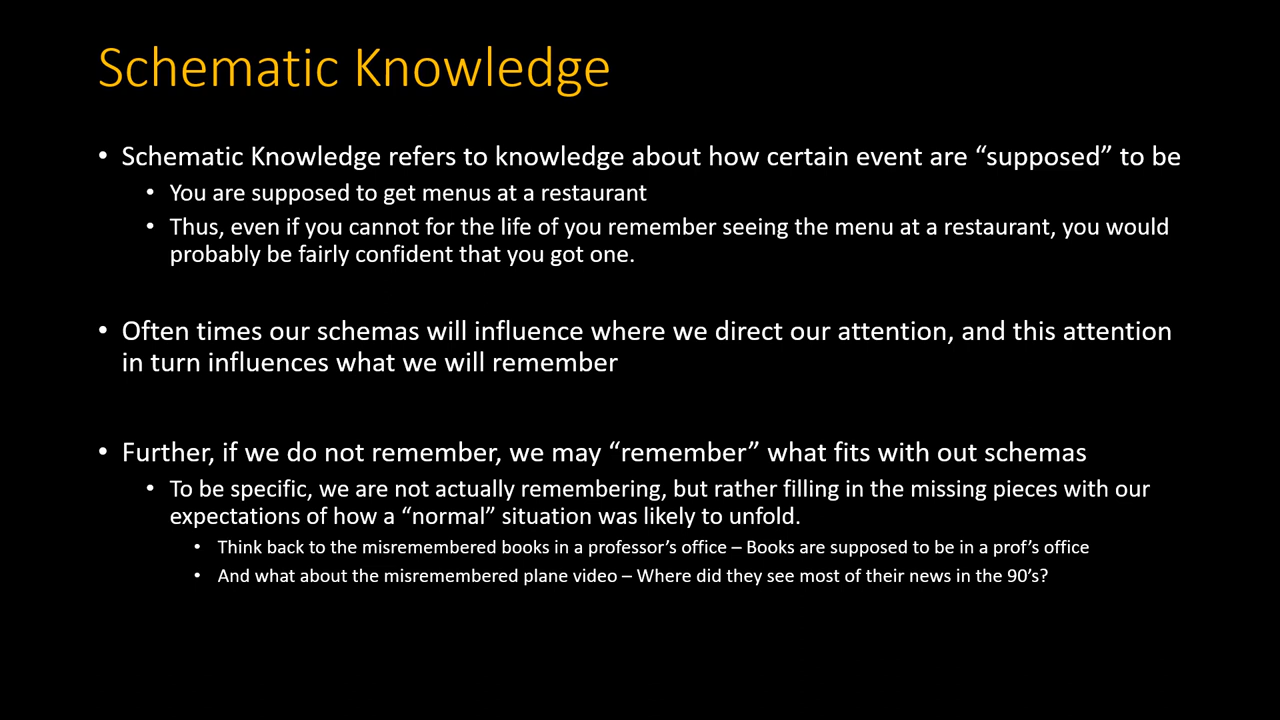 Schematic Knowledge
• Schematic Knowledge refers to knowledge about how certain event are “supposed” to be
• You are supposed to get menus at a restaurant
• Thus, even if you cannot for the life of you remember seeing the menu at a restaurant, you would
probably be fairly confident that you got one.
• Often times our schemas will influence where we direct our attention, and this attention
in turn influences what we will remember
• Further, if we do not remember, we may “remember” what fits with out schemas
• To be specific, we are not actually remembering, but rather filling in the missing pieces with our
expectations of how a “normal” situation was likely to unfold.
• Think back to the misremembered books in a professor’s office – Books are supposed to be in a prof’s office
• And what about the misremembered plane video – Where did they see most of their news in the 90’s?